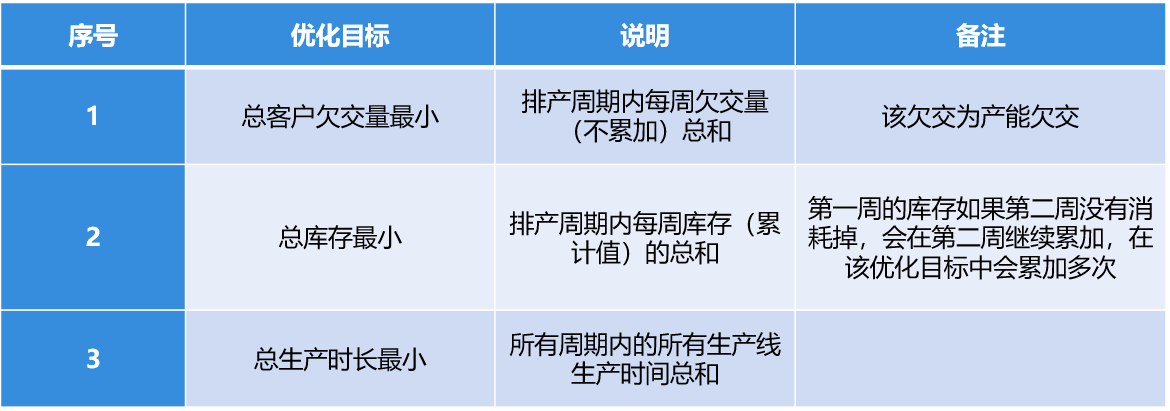 序号
优化目标
说明
备注
1
总客户欠交量最小
排产周期内每周欠交量
（不累加）总和
该欠交为产能欠交
2
总库存最小
排产周期内每周库存（累
计值）的总和
第一周的库存如果第二周没有消
耗掉，会在第二周继续累加，在
该优化目标中会累加多次
3
总生产时长最小
所有周期内的所有生产线
生产时间总和